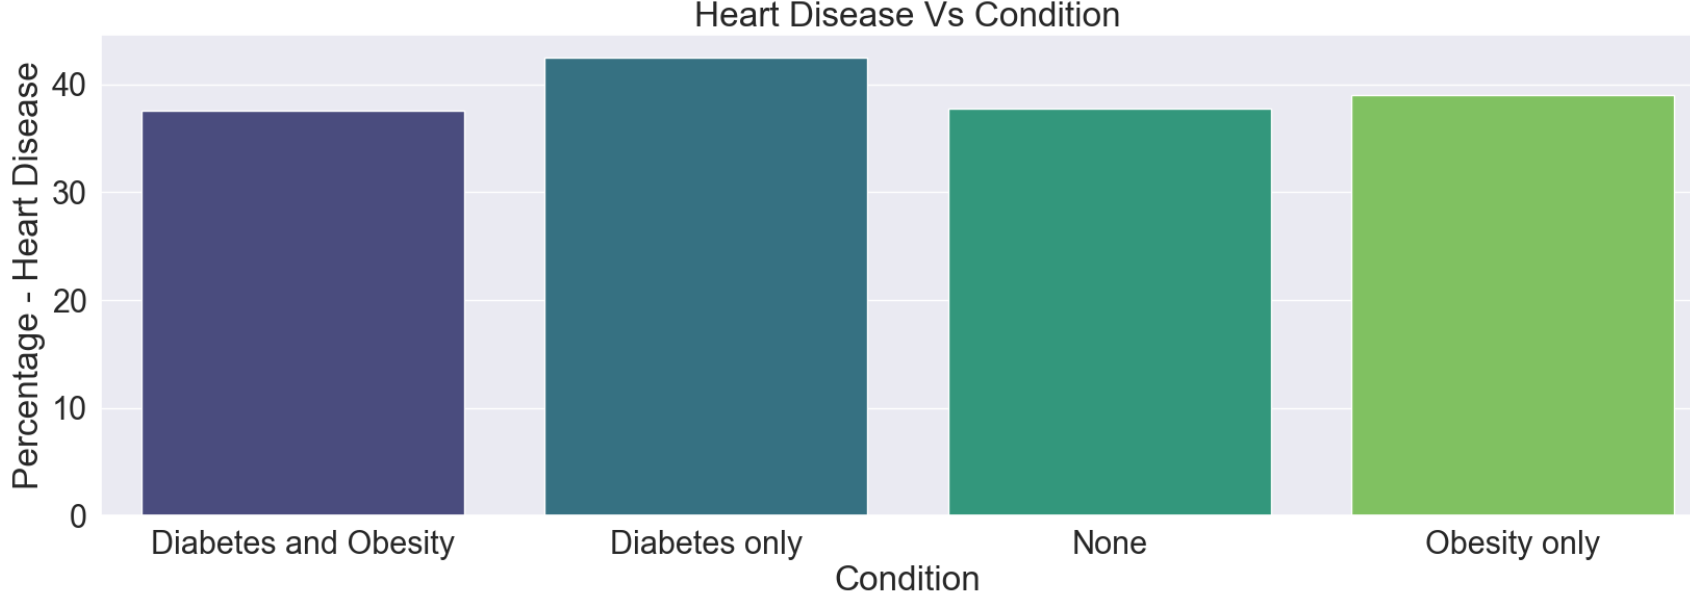 Heart Disease Vs Condition
Percentage - Heart Disease
40
30
20
10
0
Diabetes and Obesity
Diabetes only
None
Obesity only
Condition